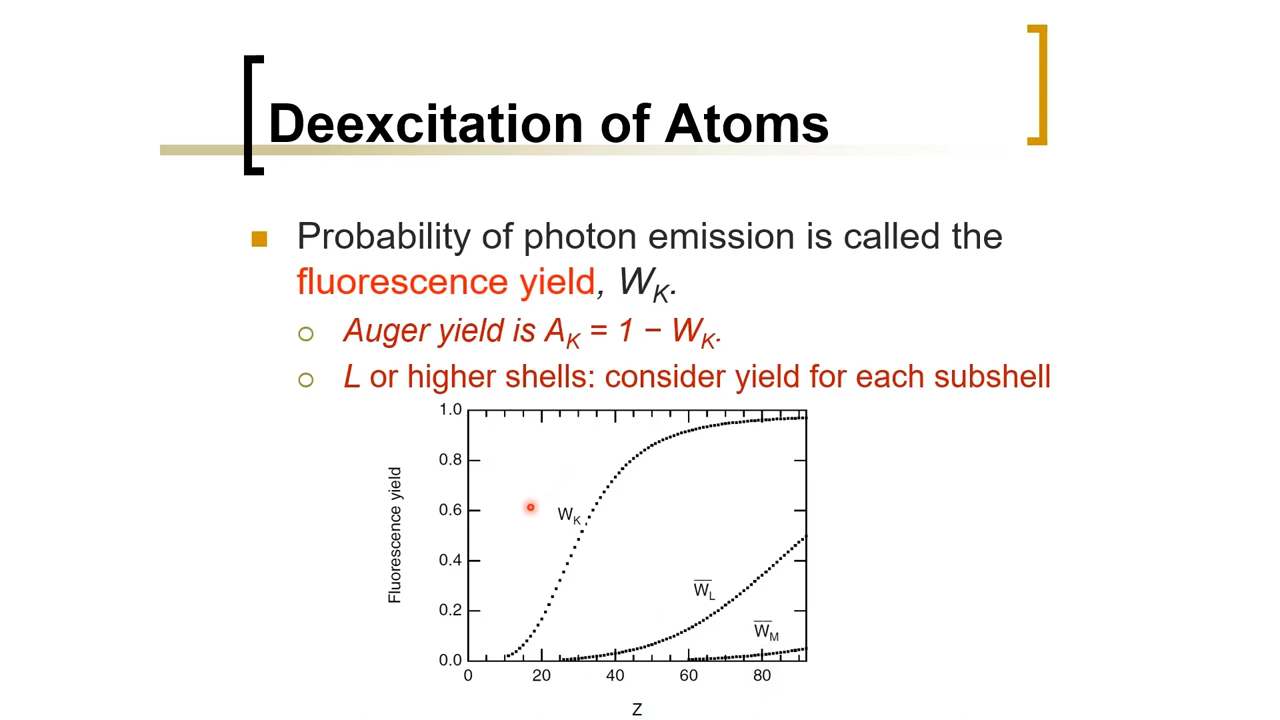 Deexcitation of Atoms
Probability of photon emission is called the
fluorescence yield, W_K.
Auger yield is A_K = 1 − W_K.
L or higher shells: consider yield for each subshell
1.0
0.8
0.6
0.4
0.2
0.0
Fluorescence yield
W_K
W̅_L
W̅_M
0 20 40 60 80
Z